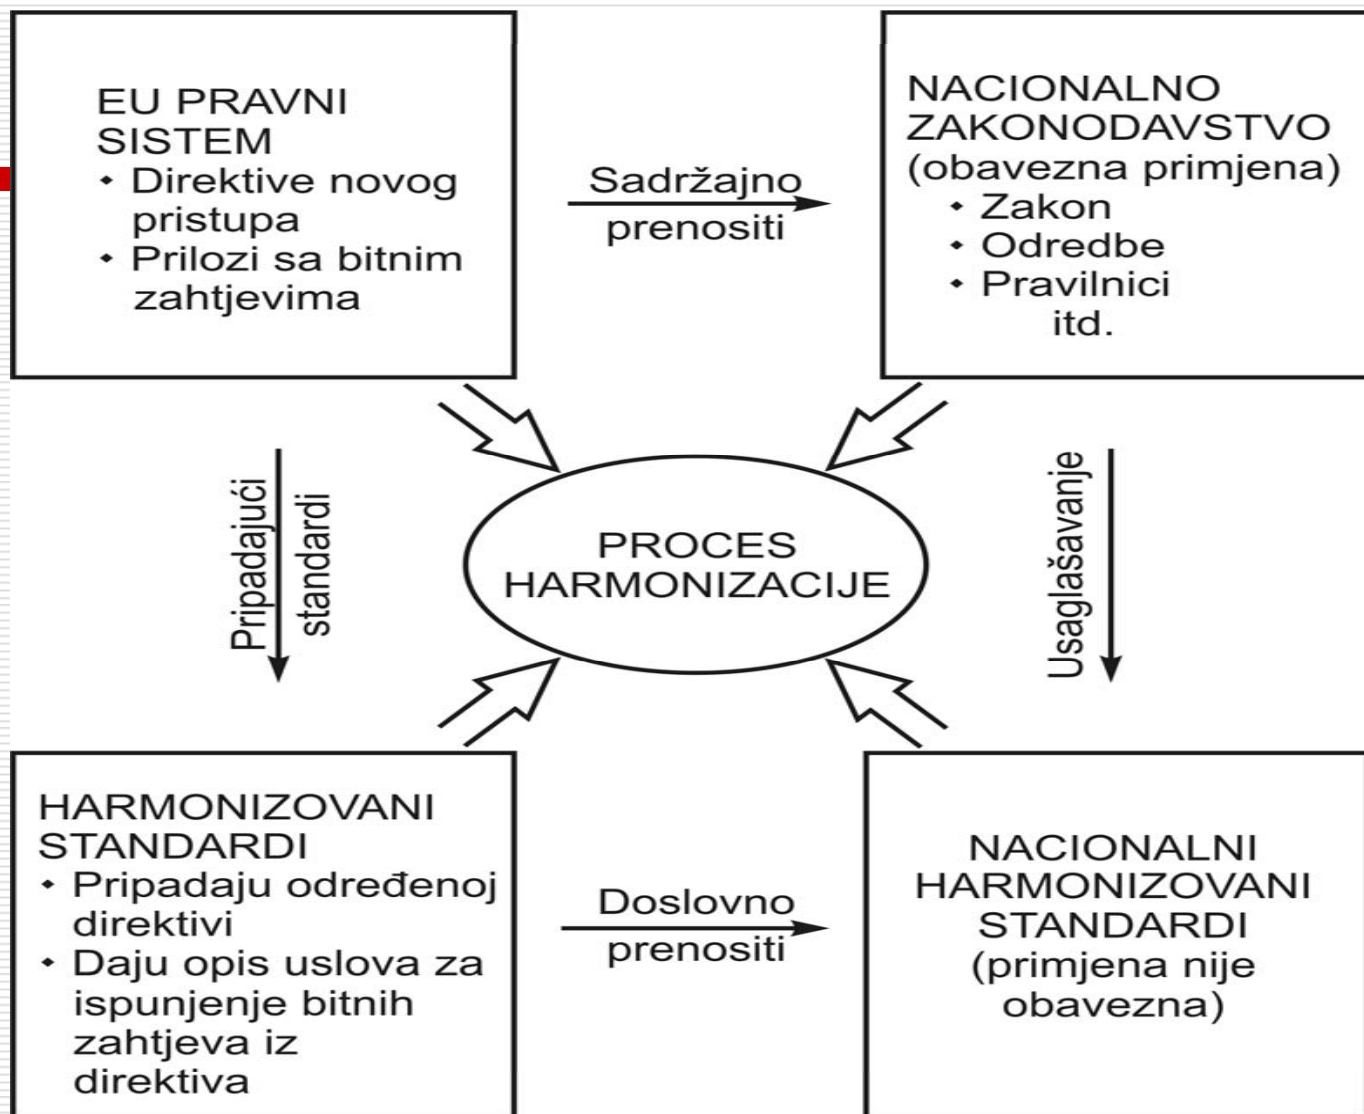 EU PRAVNI
SISTEM
• Direktive novog
pristupa
• Prilozi sa bitnim
zahtjevima
Sadržajno
prenositi
NACIONALNO
ZAKONODAVSTVO
(obavezna primjena)
• Zakon
• Odredbe
• Pravilnici
itd.
Pripadajući
standardi
PROCES
HARMONIZACIJE
Usaglašavanje
HARMONIZOVANI
STANDARDI
• Pripadaju određenoj
direktivi
• Daju opis uslova za
ispunjenje bitnih
zahtjeva iz
direktiva
Doslovno
prenositi
NACIONALNI
HARMONIZOVANI
STANDARDI
(primjena nije
obavezna)